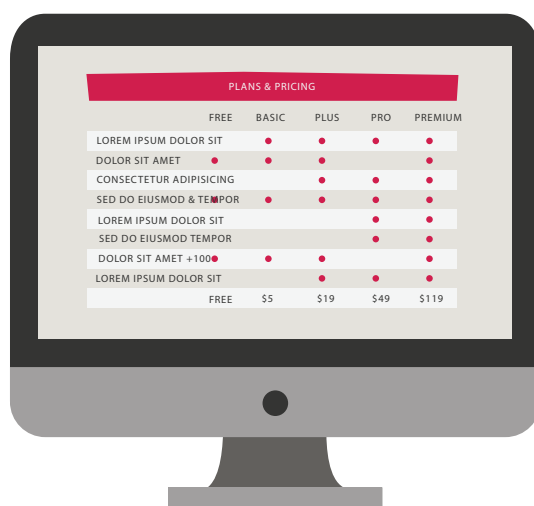 PLANS & PRICING
FREE BASIC PLUS PRO PREMIUM
LOREM IPSUM DOLOR SIT
DOLOR SIT AMET
CONSECTETUR ADIPISICING
SED DO EIUSMOD & TEMPOR
LOREM IPSUM DOLOR SIT
SED DO EIUSMOD TEMPOR
DOLOR SIT AMET +100
LOREM IPSUM DOLOR SIT
FREE $5 $19 $49 $119